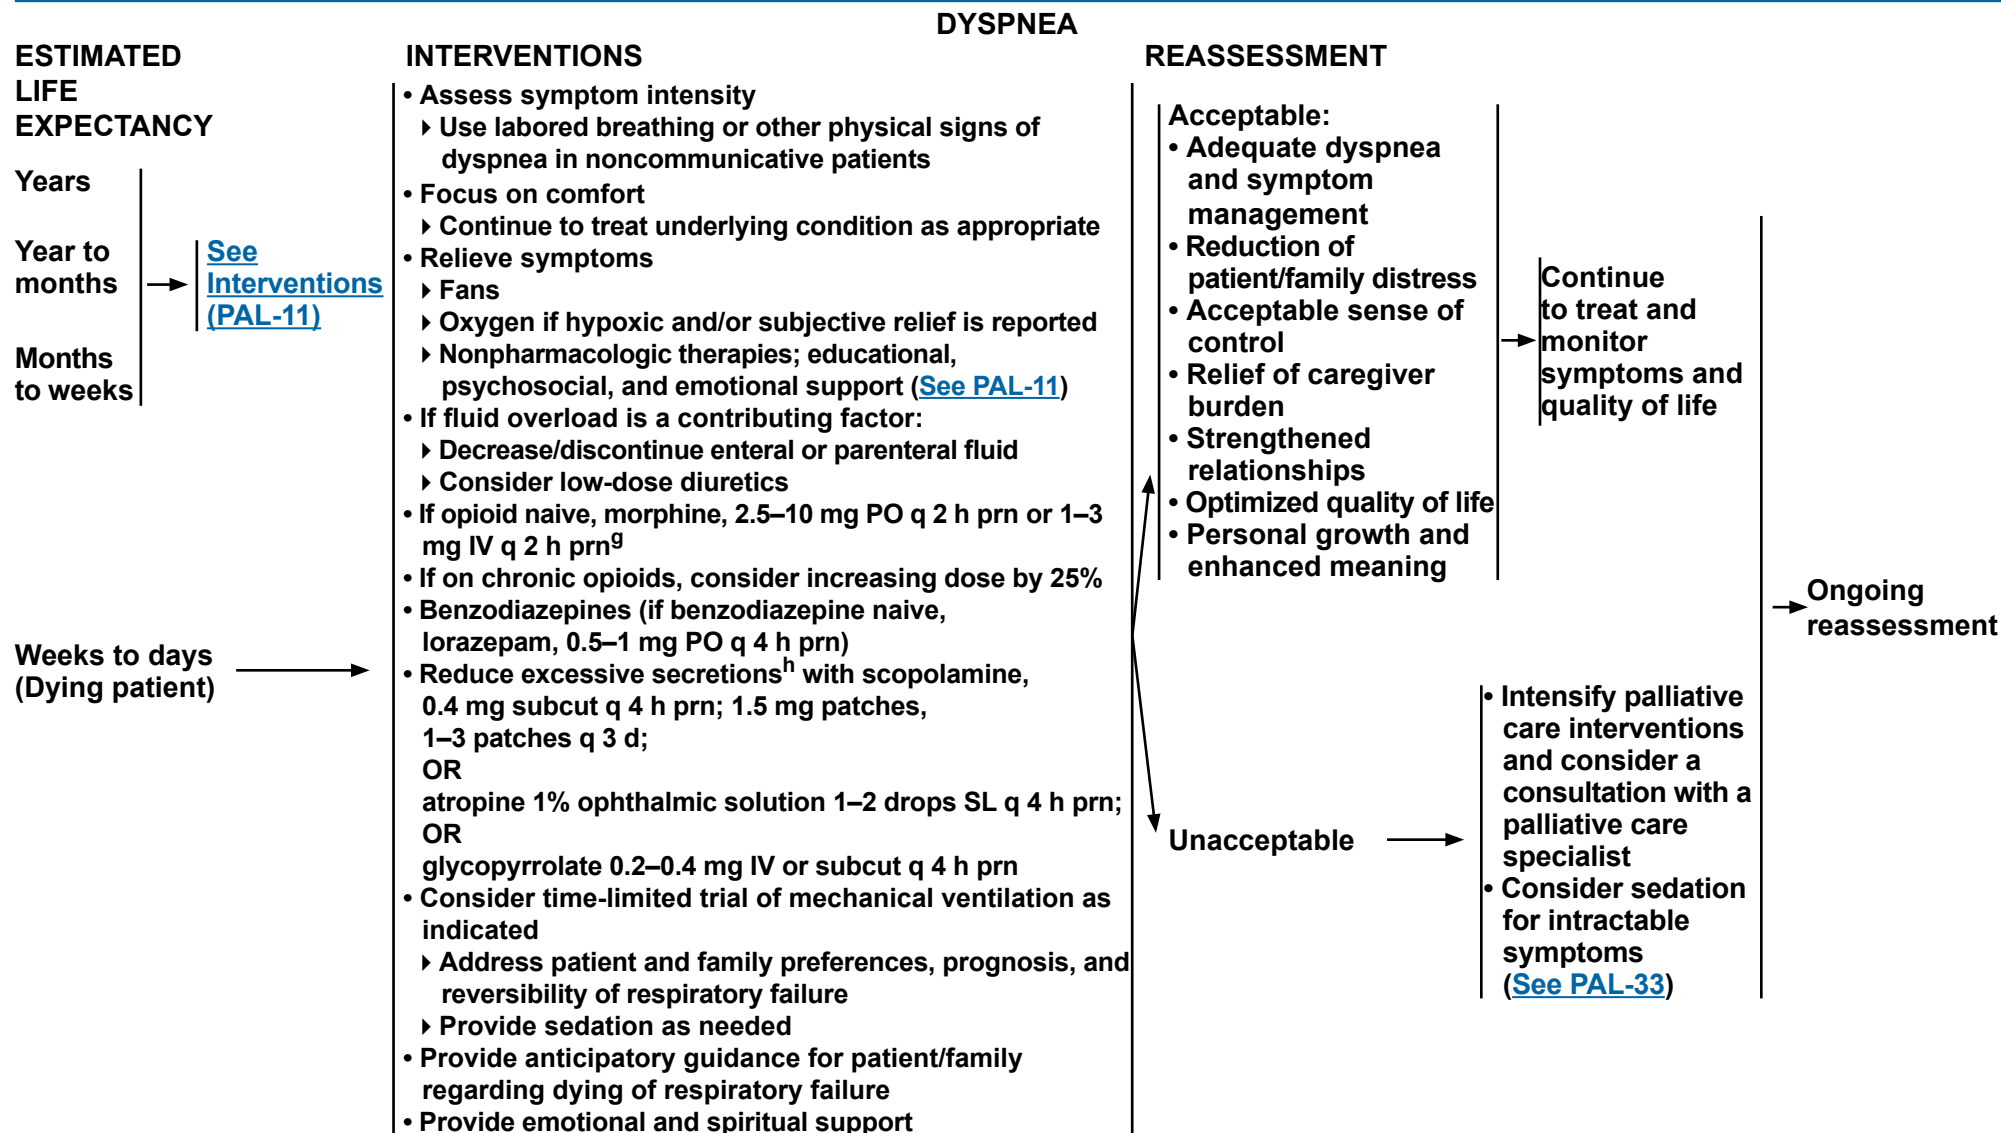 DYSPNEA
ESTIMATED
LIFE
EXPECTANCY
Years
Year to
months
Months
to weeks
See
Interventions
(PAL-11)
Weeks to days
(Dying patient)
INTERVENTIONS
• Assess symptom intensity
▸ Use labored breathing or other physical signs of
dyspnea in noncommunicative patients
• Focus on comfort
▸ Continue to treat underlying condition as appropriate
• Relieve symptoms
▸ Fans
▸ Oxygen if hypoxic and/or subjective relief is reported
▸ Nonpharmacologic therapies; educational,
psychosocial, and emotional support (See PAL-11)
• If fluid overload is a contributing factor:
▸ Decrease/discontinue enteral or parenteral fluid
▸ Consider low-dose diuretics
• If opioid naive, morphine, 2.5–10 mg PO q 2 h prn or 1–3
mg IV q 2 h prng
• If on chronic opioids, consider increasing dose by 25%
• Benzodiazepines (if benzodiazepine naive,
lorazepam, 0.5–1 mg PO q 4 h prn)
• Reduce excessive secretionsh with scopolamine,
0.4 mg subcut q 4 h prn; 1.5 mg patches,
1–3 patches q 3 d;
OR
atropine 1% ophthalmic solution 1–2 drops SL q 4 h prn;
OR
glycopyrrolate 0.2–0.4 mg IV or subcut q 4 h prn
• Consider time-limited trial of mechanical ventilation as
indicated
▸ Address patient and family preferences, prognosis, and
reversibility of respiratory failure
▸ Provide sedation as needed
• Provide anticipatory guidance for patient/family
regarding dying of respiratory failure
• Provide emotional and spiritual support
REASSESSMENT
Acceptable:
• Adequate dyspnea
and symptom
management
• Reduction of
patient/family distress
• Acceptable sense of
control
• Relief of caregiver
burden
• Strengthened
relationships
• Optimized quality of life
• Personal growth and
enhanced meaning
Continue
to treat and
monitor
symptoms and
quality of life
Unacceptable
• Intensify palliative
care interventions
and consider a
consultation with a
palliative care
specialist
• Consider sedation
for intractable
symptoms
(See PAL-33)
Ongoing
reassessment